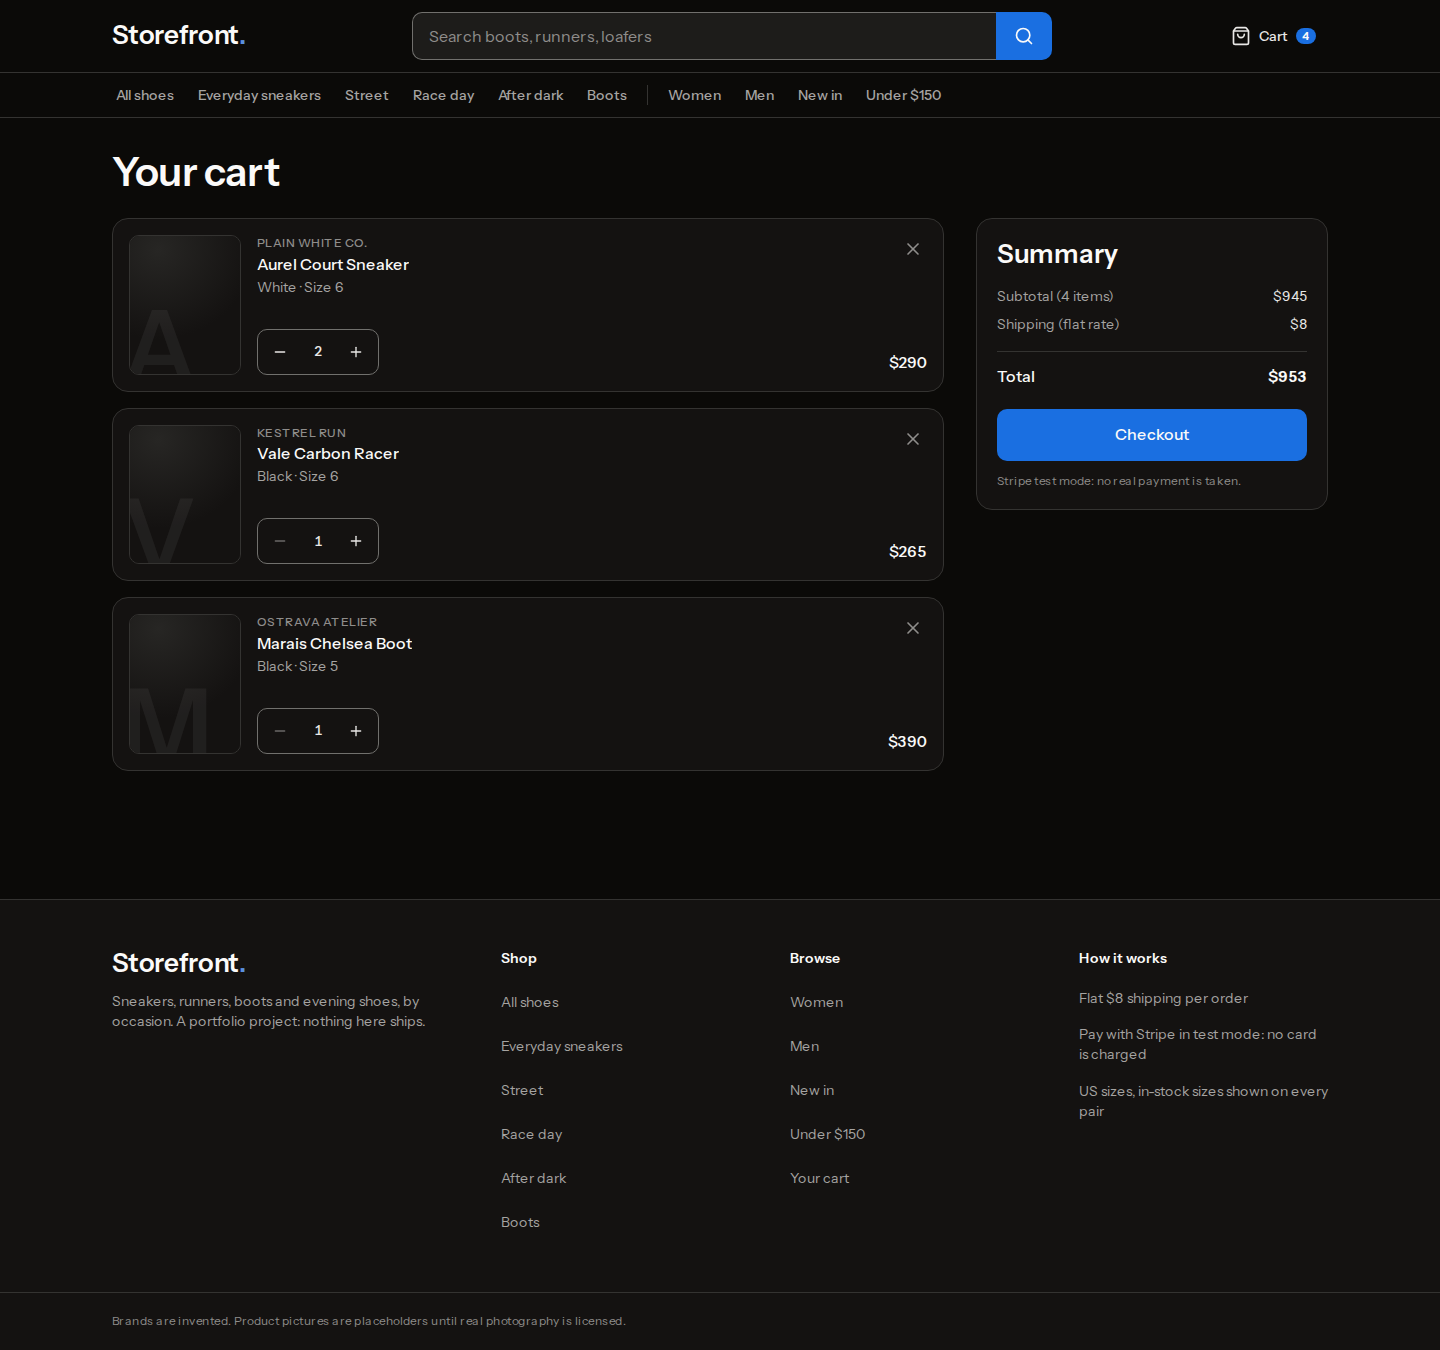 Storefront.
Search boots, runners, loafers
Cart 4
All shoes Everyday sneakers Street Race day After dark Boots Women Men New in Under $150
Your cart
A
PLAIN WHITE CO.
Aurel Court Sneaker
White · Size 6
2
$290
V
KESTREL RUN
Vale Carbon Racer
Black · Size 6
1
$265
M
OSTRAVA ATELIER
Marais Chelsea Boot
Black · Size 5
1
$390
Summary
Subtotal (4 items) $945
Shipping (flat rate) $8
Total $953
Checkout
Stripe test mode: no real payment is taken.
Storefront.
Sneakers, runners, boots and evening shoes, by
occasion. A portfolio project: nothing here ships.
Shop
All shoes
Everyday sneakers
Street
Race day
After dark
Boots
Browse
Women
Men
New in
Under $150
Your cart
How it works
Flat $8 shipping per order
Pay with Stripe in test mode: no card
is charged
US sizes, in-stock sizes shown on every
pair
Brands are invented. Product pictures are placeholders until real photography is licensed.